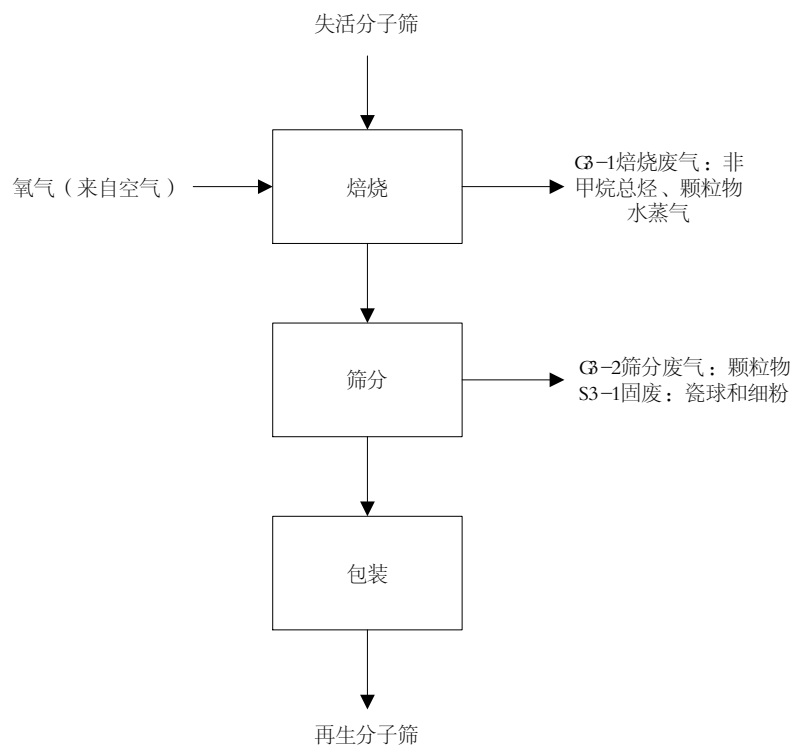 失活分子筛
氧气（来自空气）
焙烧
G3-1焙烧废气：非
甲烷总烃、颗粒物
水蒸气
筛分
G3-2筛分废气：颗粒物
S3-1固废：瓷球和细粉
包装
再生分子筛